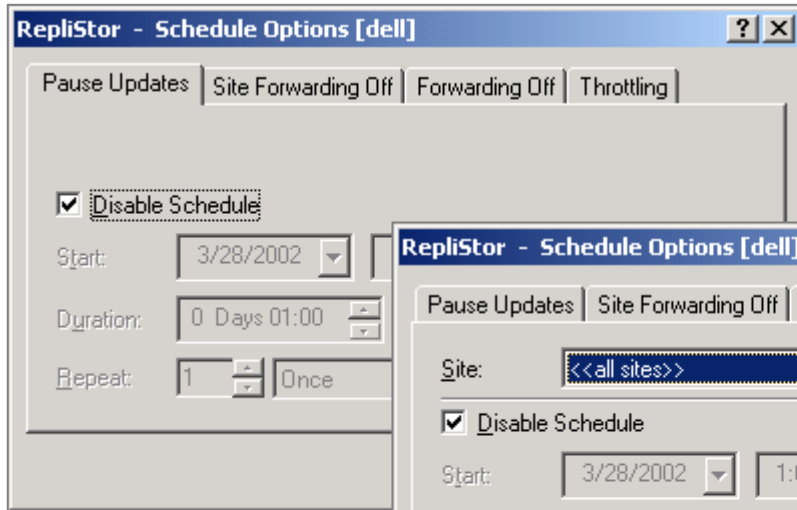 RepliStor - Schedule Options [dell]
Pause Updates Site Forwarding Off Forwarding Off Throttling
Disable Schedule
Start: 3/28/2002
Duration: 0 Days 01:00
Repeat: 1 Once
RepliStor - Schedule Options [dell]
Pause Updates Site Forwarding Off
Site: <<all sites>>
Disable Schedule
Start: 3/28/2002